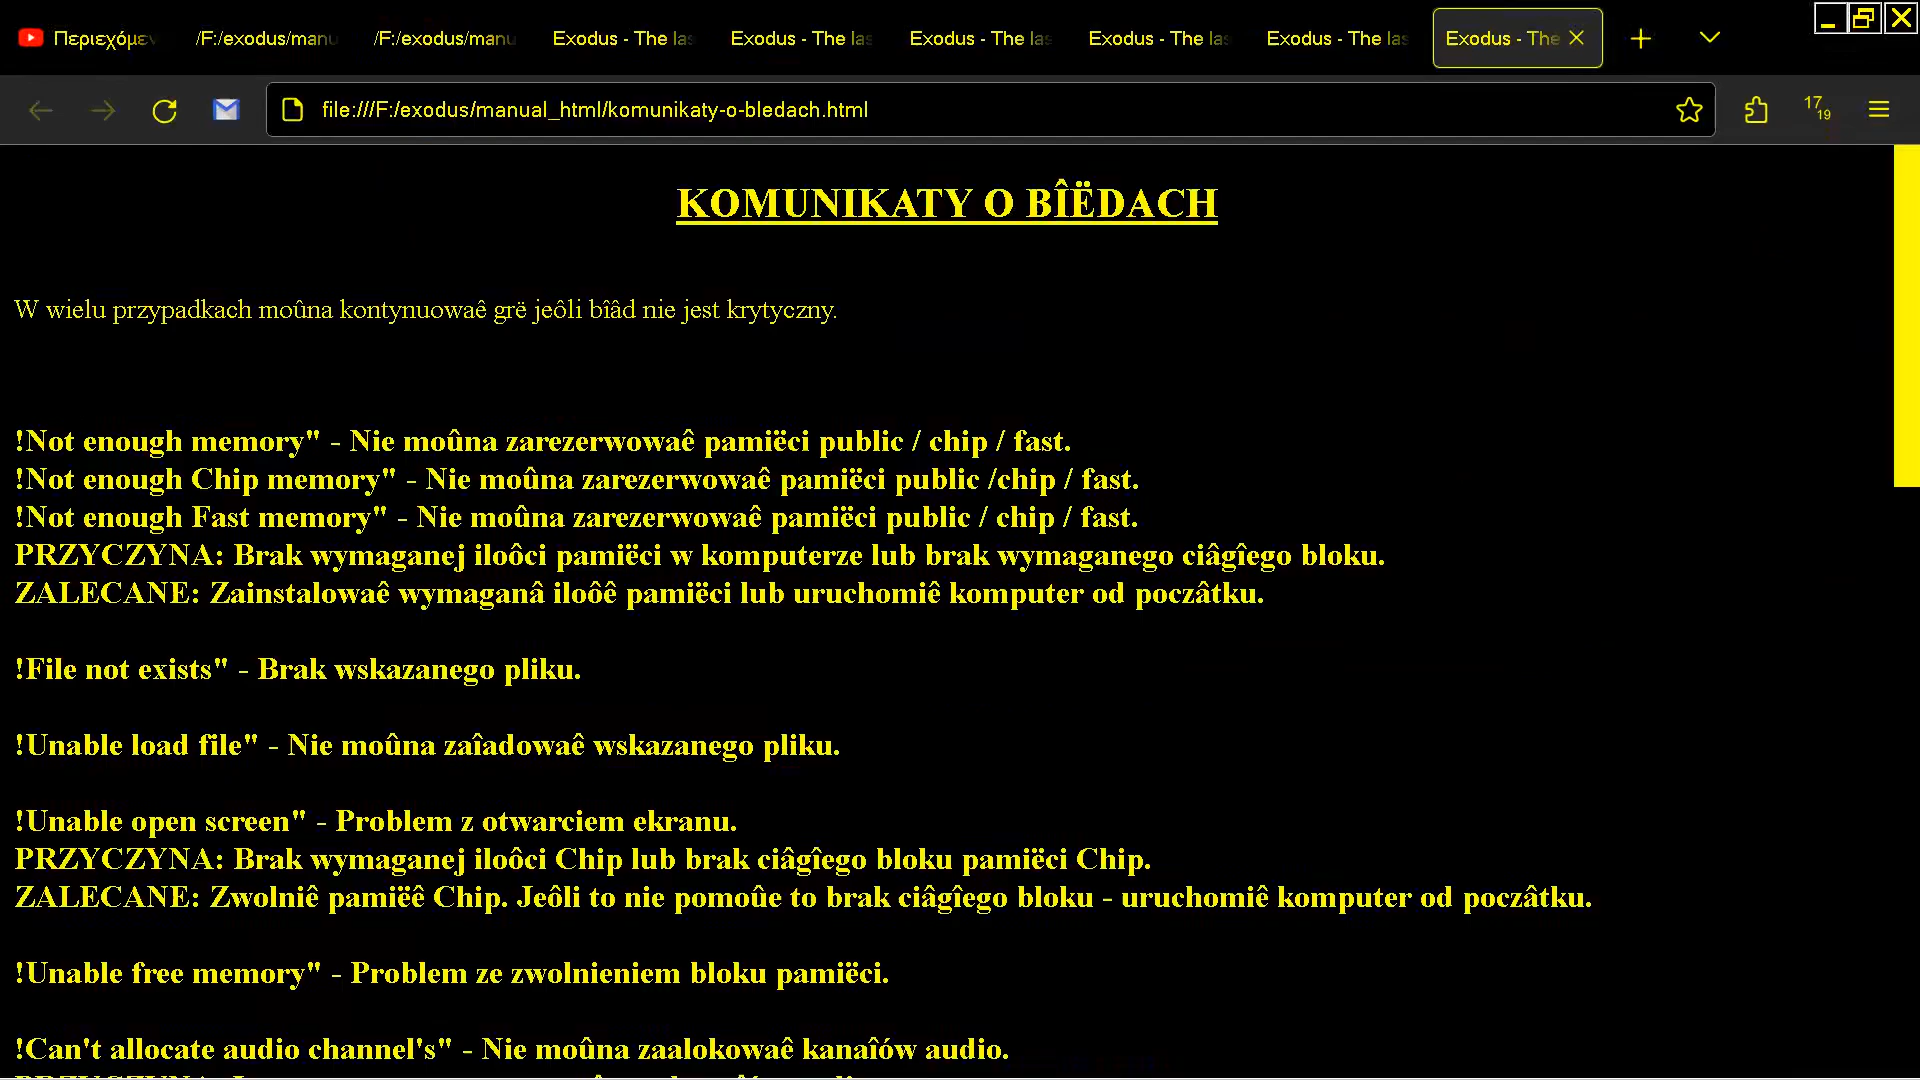 Περιεχόμεν
/F:/exodus/manu
/F:/exodus/manu
Exodus - The las
Exodus - The las
Exodus - The las
Exodus - The las
Exodus - The las
Exodus - The
file:///F:/exodus/manual_html/komunikaty-o-bledach.html
17
19
KOMUNIKATY O BÎËDACH
W wielu przypadkach moûna kontynuowaê grë jeôli bîâd nie jest krytyczny.
!Not enough memory" - Nie moûna zarezerwowaê pamiëci public / chip / fast.
!Not enough Chip memory" - Nie moûna zarezerwowaê pamiëci public /chip / fast.
!Not enough Fast memory" - Nie moûna zarezerwowaê pamiëci public / chip / fast.
PRZYCZYNA: Brak wymaganej iloôci pamiëci w komputerze lub brak wymaganego ciâgîego bloku.
ZALECANE: Zainstalowaê wymaganâ iloôê pamiëci lub uruchomiê komputer od poczâtku.
!File not exists" - Brak wskazanego pliku.
!Unable load file" - Nie moûna zaîadowaê wskazanego pliku.
!Unable open screen" - Problem z otwarciem ekranu.
PRZYCZYNA: Brak wymaganej iloôci Chip lub brak ciâgîego bloku pamiëci Chip.
ZALECANE: Zwolniê pamiëê Chip. Jeôli to nie pomoûe to brak ciâgîego bloku - uruchomiê komputer od poczâtku.
!Unable free memory" - Problem ze zwolnieniem bloku pamiëci.
!Can't allocate audio channel's" - Nie moûna zaalokowaê kanaîów audio.